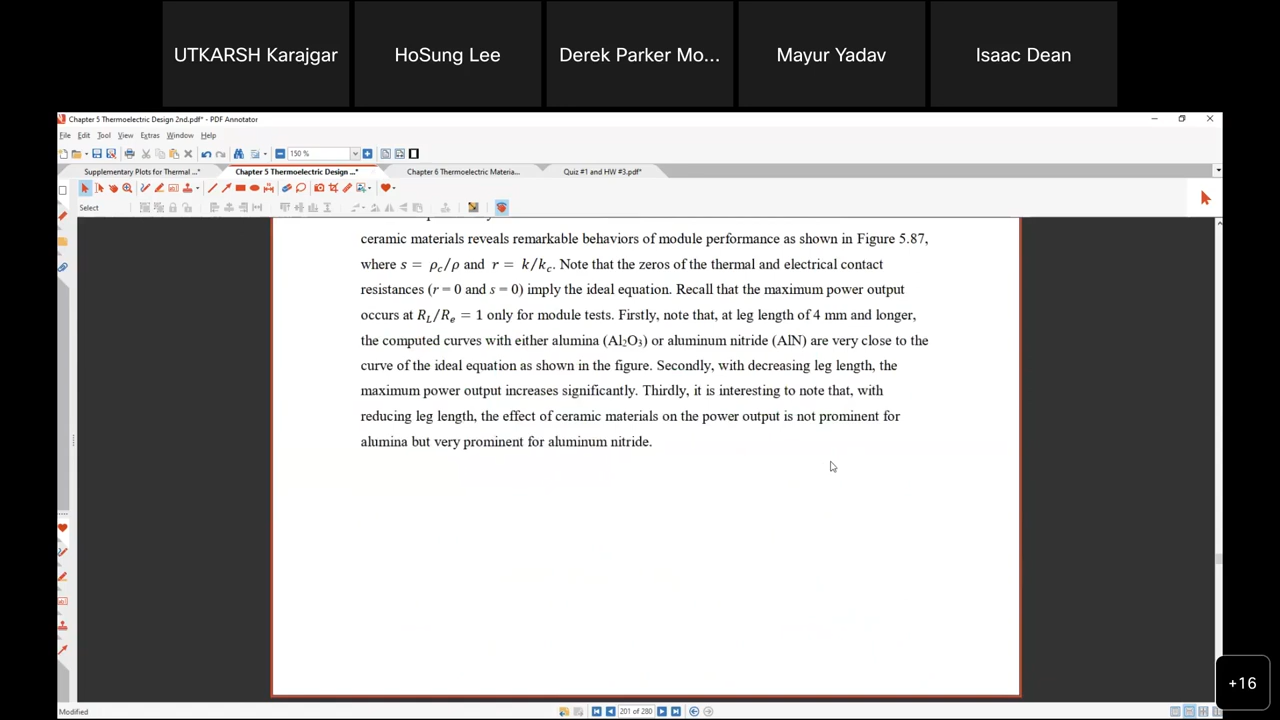 UTKARSH Karajgar
HoSung Lee
Derek Parker Mo...
Mayur Yadav
Isaac Dean
Chapter 5 Thermoelectric Design 2nd.pdf* - PDF Annotator
File Edit Tool View Extras Window Help
150 %
Supplementary Plots for Thermal ...*
Chapter 5 Thermoelectric Design ...*
Chapter 6 Thermoelectric Materia...
Quiz #1 and HW #3.pdf*
Select
ceramic materials reveals remarkable behaviors of module performance as shown in Figure 5.87,
where s = ρc/ρ and r = k/kc. Note that the zeros of the thermal and electrical contact
resistances (r = 0 and s = 0) imply the ideal equation. Recall that the maximum power output
occurs at RL/Re = 1 only for module tests. Firstly, note that, at leg length of 4 mm and longer,
the computed curves with either alumina (Al2O3) or aluminum nitride (AlN) are very close to the
curve of the ideal equation as shown in the figure. Secondly, with decreasing leg length, the
maximum power output increases significantly. Thirdly, it is interesting to note that, with
reducing leg length, the effect of ceramic materials on the power output is not prominent for
alumina but very prominent for aluminum nitride.
+16
Modified
201 of 280